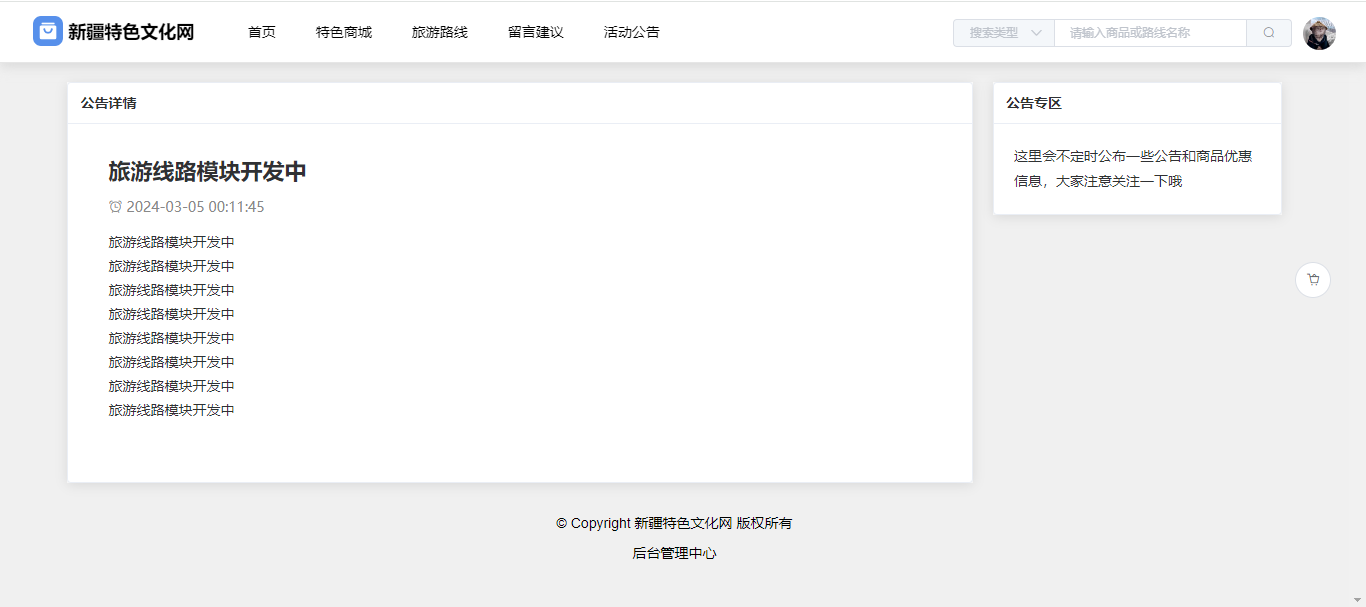 新疆特色文化网 首页 特色商城 旅游路线 留言建议 活动公告 搜索类型 请输入商品或路线名称
公告详情
旅游线路模块开发中
2024-03-05 00:11:45
旅游线路模块开发中
旅游线路模块开发中
旅游线路模块开发中
旅游线路模块开发中
旅游线路模块开发中
旅游线路模块开发中
旅游线路模块开发中
旅游线路模块开发中
公告专区
这里会不定时公布一些公告和商品优惠
信息，大家注意关注一下哦
© Copyright 新疆特色文化网 版权所有
后台管理中心